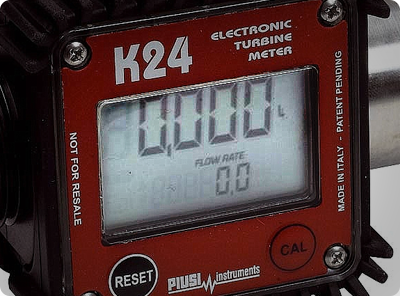 K24
ELECTRONIC
TURBINE
METER
0,000 L
FLOW RATE
0.0
NOT FOR RESALE
MADE IN ITALY - PATENT PENDING
RESET
PIUSI instruments
CAL